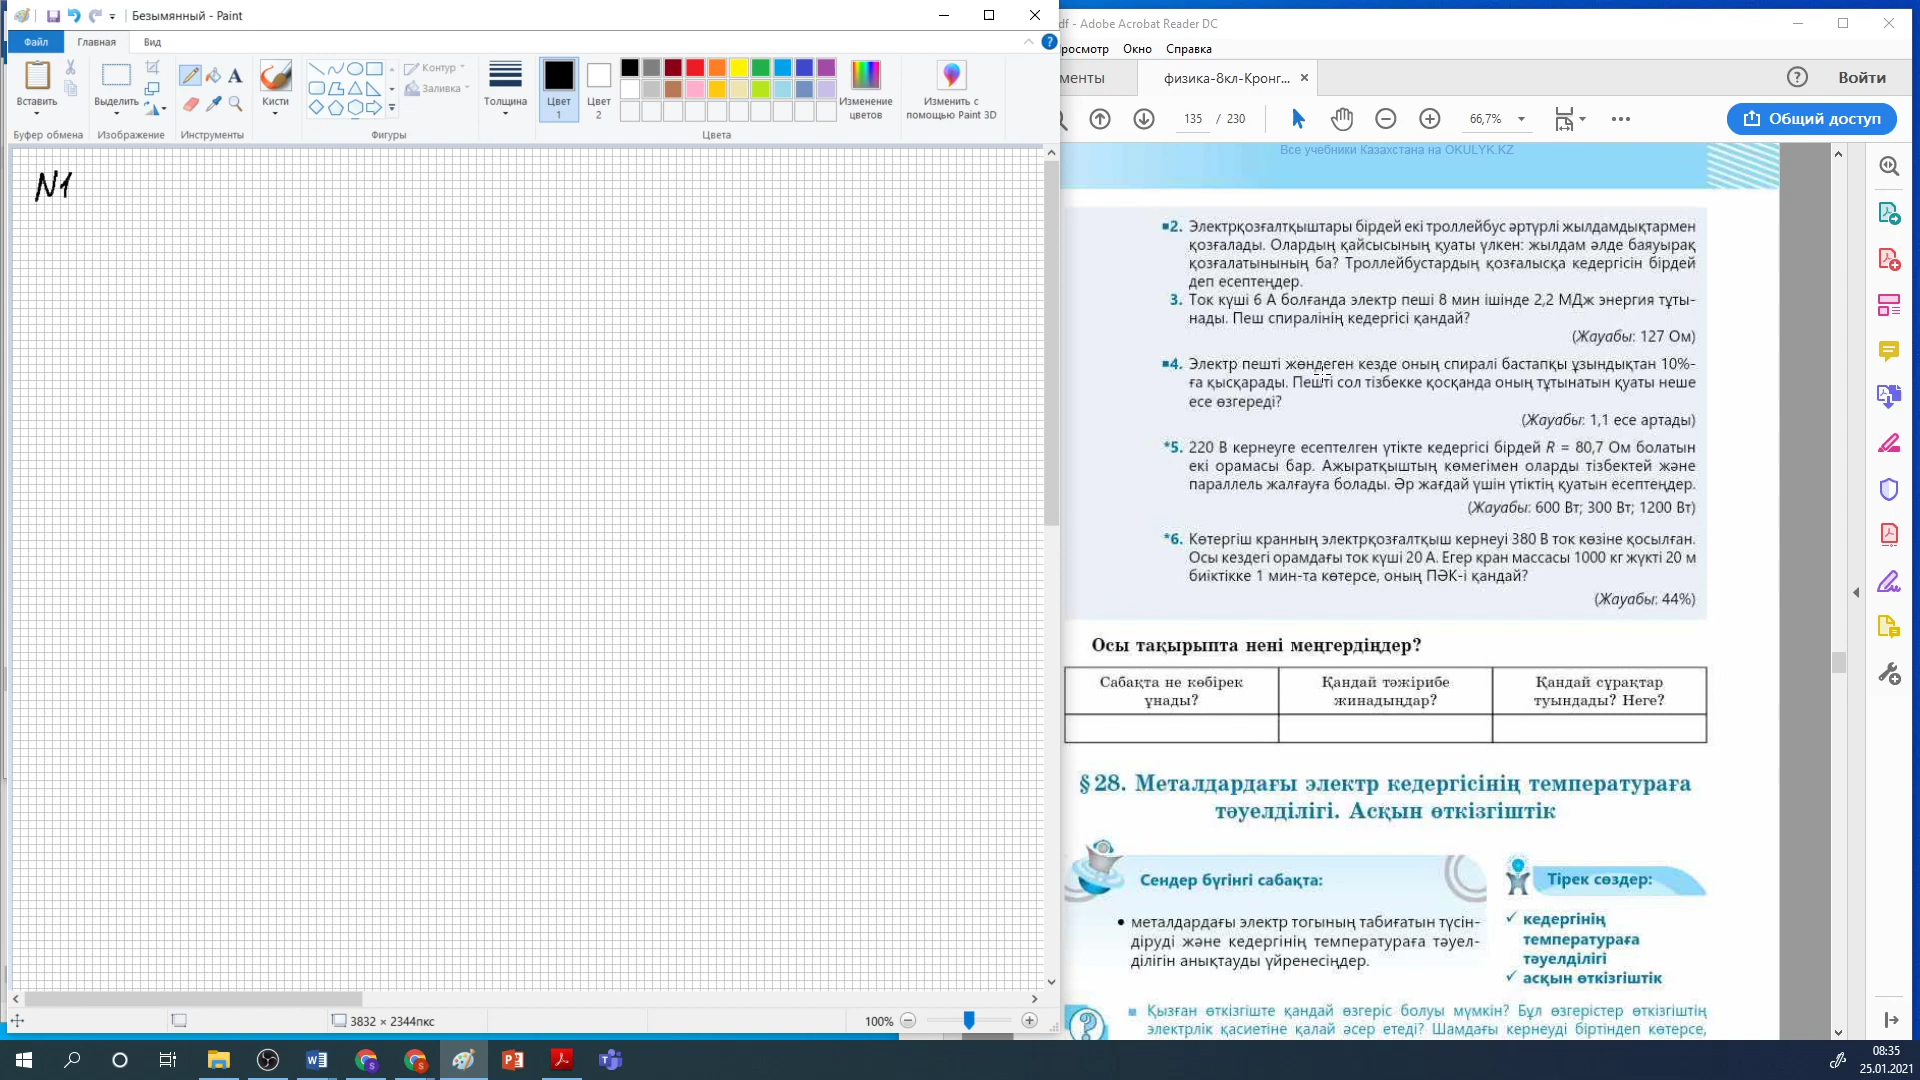 Безымянный - Paint
Файл
Главная
Вид
Вставить
Буфер обмена
Выделить
Изображение
Инструменты
Кисти
Контур
Заливка
Фигуры
Толщина
Цвет 1
Цвет 2
Цвета
Изменение цветов
Изменить с помощью Paint 3D
N1
100%
3832 × 2344пкс
df - Adobe Acrobat Reader DC
росмотр Окно Справка
менты
физика-8кл-Кронг...
Войти
135 / 230
66,7%
Общий доступ
Все учебники Казахстана на OKULYK.KZ
2. Электрқозғалтқыштары бірдей екі троллейбус әртүрлі жылдамдықтармен
қозғалады. Олардың қайсысының қуаты үлкен: жылдам әлде баяуырақ
қозғалатынының ба? Троллейбустардың қозғалысқа кедергісін бірдей
деп есептеңдер.
3. Ток күші 6 А болғанда электр пеші 8 мин ішінде 2,2 МДж энергия тұты-
нады. Пеш спиралінің кедергісі қандай?
(Жауабы: 127 Ом)
4. Электр пешті жөндеген кезде оның спиралі бастапқы ұзындықтан 10%-
ға қысқарады. Пешті сол тізбекке қосқанда оның тұтынатын қуаты неше
есе өзгереді?
(Жауабы: 1,1 есе артады)
*5. 220 В кернеуге есептелген үтікте кедергісі бірдей R = 80,7 Ом болатын
екі орамасы бар. Ажыратқыштың көмегімен оларды тізбектей және
параллель жалғауға болады. Әр жағдай үшін үтіктің қуатын есептеңдер.
(Жауабы: 600 Вт; 300 Вт; 1200 Вт)
*6. Көтергіш кранның электрқозғалтқыш кернеуі 380 В ток көзіне қосылған.
Осы кездегі орамдағы ток күші 20 А. Егер кран массасы 1000 кг жүкті 20 м
биіктікке 1 мин-та көтерсе, оның ПӘК-і қандай?
(Жауабы: 44%)
Осы тақырыпта нені меңгердіңдер?
Сабақта не көбірек ұнады?
Қандай тәжірибе жинадыңдар?
Қандай сұрақтар туындады? Неге?
§ 28. Металдардағы электр кедергісінің температураға
тәуелділігі. Асқын өткізгіштік
Сендер бүгінгі сабақта:
• металдардағы электр тогының табиғатын түсін-
діруді және кедергінің температураға тәуел-
ділігін анықтауды үйренесіңдер.
Тірек сөздер:
✓ кедергінің
температураға
тәуелділігі
✓ асқын өткізгіштік
Қызған өткізгіште қандай өзгеріс болуы мүмкін? Бұл өзгерістер өткізгіштің
электрлік қасиетіне қалай әсер етеді? Шамдағы кернеуді біртіндеп көтерсе,
08:35
25.01.2021